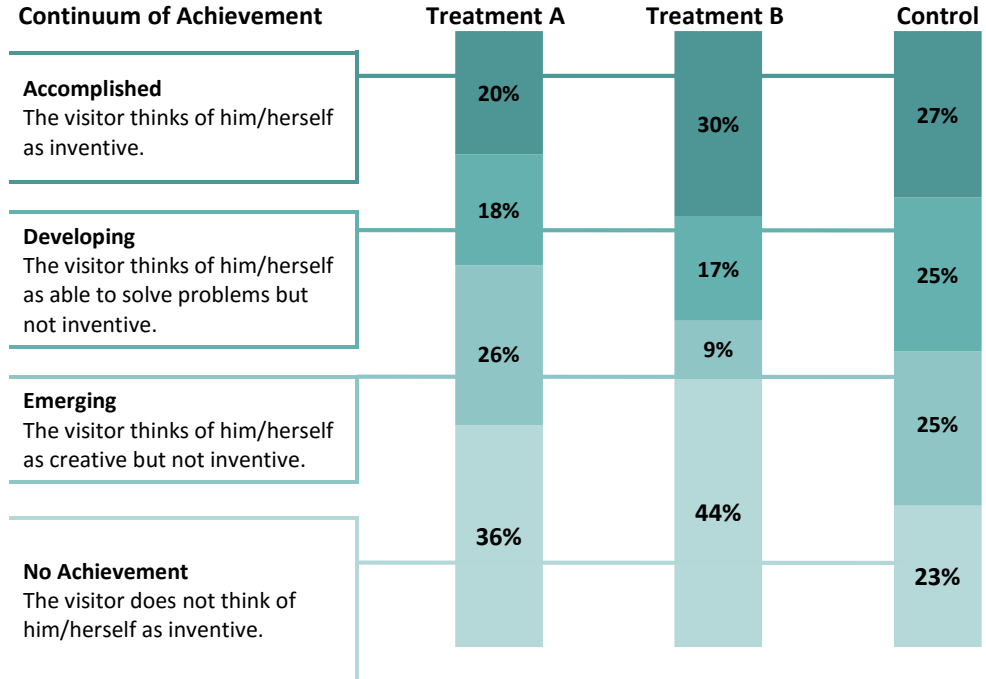 Continuum of Achievement Treatment A Treatment B Control
Accomplished
The visitor thinks of him/herself
as inventive.
20% 30% 27%
Developing
The visitor thinks of him/herself
as able to solve problems but
not inventive.
18% 17% 25%
Emerging
The visitor thinks of him/herself
as creative but not inventive.
26% 9% 25%
No Achievement
The visitor does not think of
him/herself as inventive.
36% 44% 23%